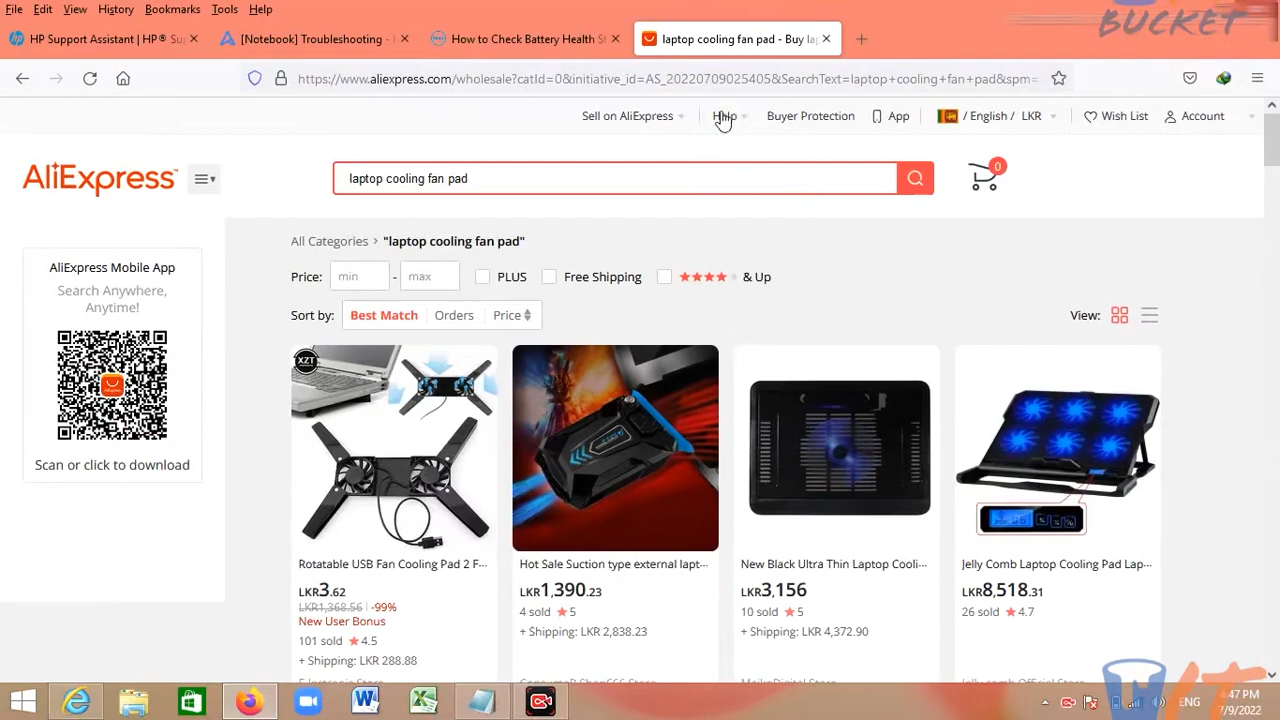 File Edit View History Bookmarks Tools Help
BUCKET
HP Support Assistant | HP® Su
[Notebook] Troubleshooting -
How to Check Battery Health S
laptop cooling fan pad - Buy la
https://www.aliexpress.com/wholesale?catId=0&initiative_id=AS_20220709025405&SearchText=laptop+cooling+fan+pad&spm=
Sell on AliExpress Help Buyer Protection App / English / LKR Wish List Account
AliExpress
laptop cooling fan pad
0
All Categories > "laptop cooling fan pad"
AliExpress Mobile App
Search Anywhere,
Anytime!
Scan or click to download
Price: min - max PLUS Free Shipping & Up
Sort by: Best Match Orders Price View:
XZT
Rotatable USB Fan Cooling Pad 2 F...
LKR3.62
LKR1,368.56 -99%
New User Bonus
101 sold 4.5
+ Shipping: LKR 288.88
Hot Sale Suction type external lapt...
LKR1,390.23
4 sold 5
+ Shipping: LKR 2,838.23
New Black Ultra Thin Laptop Cooli...
LKR3,156
10 sold 5
+ Shipping: LKR 4,372.90
Jelly Comb Laptop Cooling Pad Lap...
LKR8,518.31
26 sold 4.7
ENG
4:47 PM
7/9/2022